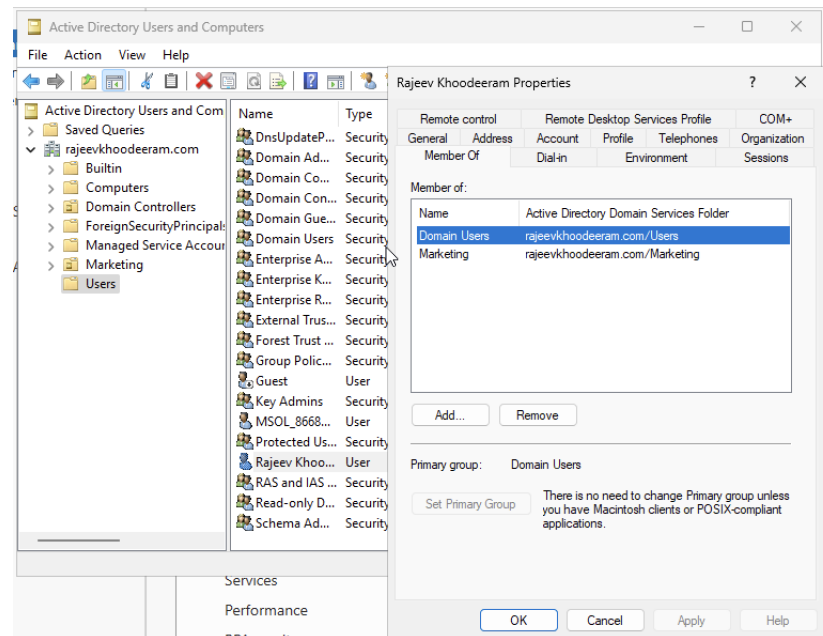 Active Directory Users and Computers
File Action View Help
Active Directory Users and Com
Saved Queries
rajeevkhoodeeram.com
Builtin
Computers
Domain Controllers
ForeignSecurityPrincipals
Managed Service Accour
Marketing
Users
Name Type
DnsUpdateP... Security
Domain Ad... Security
Domain Co... Security
Domain Con... Security
Domain Gue... Security
Domain Users Security
Enterprise A... Security
Enterprise K... Security
Enterprise R... Security
External Trus... Security
Forest Trust ... Security
Group Polic... Security
Guest User
Key Admins Security
MSOL_8668... User
Protected Us... Security
Rajeev Khoo... User
RAS and IAS ... Security
Read-only D... Security
Schema Ad... Security
Services
Performance
Rajeev Khoodeeram Properties
Remote control Remote Desktop Services Profile COM+
General Address Account Profile Telephones Organization
Member Of Dial-in Environment Sessions
Member of:
Name Active Directory Domain Services Folder
Domain Users rajeevkhoodeeram.com/Users
Marketing rajeevkhoodeeram.com/Marketing
Add... Remove
Primary group: Domain Users
Set Primary Group
There is no need to change Primary group unless
you have Macintosh clients or POSIX-compliant
applications.
OK Cancel Apply Help